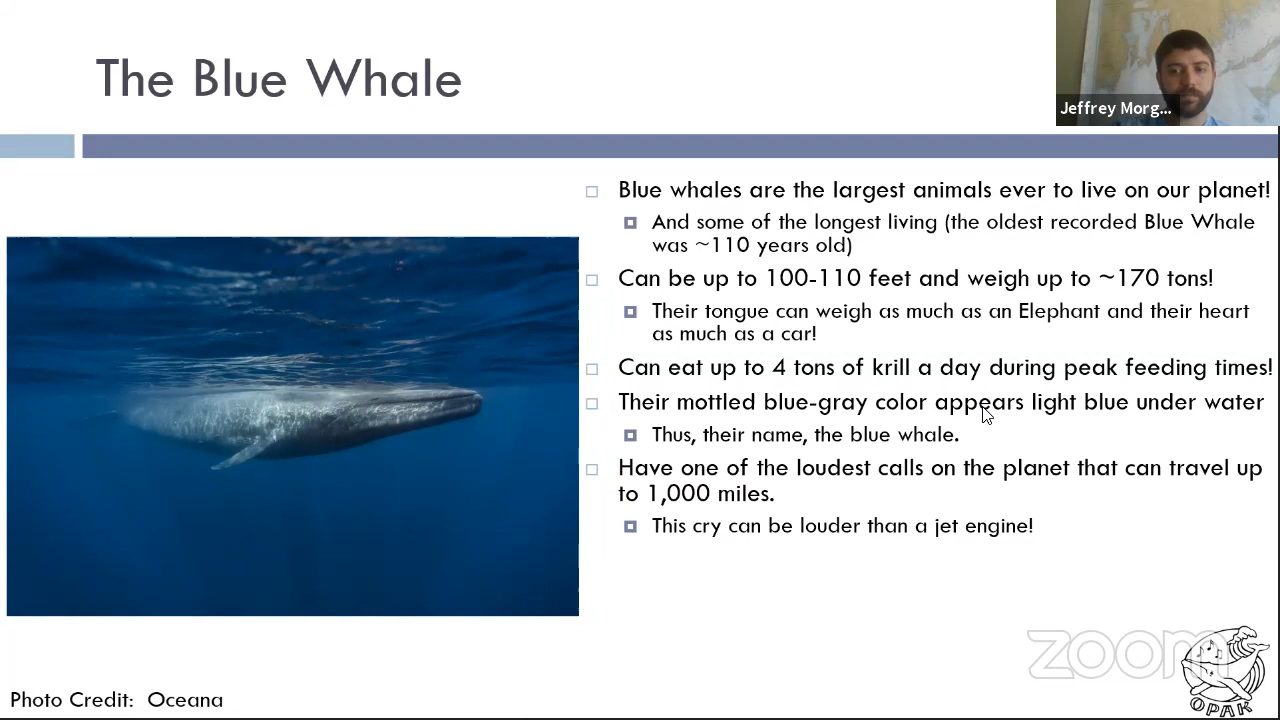 The Blue Whale
Jeffrey Morg...
Blue whales are the largest animals ever to live on our planet!
And some of the longest living (the oldest recorded Blue Whale
was ~110 years old)
Can be up to 100-110 feet and weigh up to ~170 tons!
Their tongue can weigh as much as an Elephant and their heart
as much as a car!
Can eat up to 4 tons of krill a day during peak feeding times!
Their mottled blue-gray color appears light blue under water
Thus, their name, the blue whale.
Have one of the loudest calls on the planet that can travel up
to 1,000 miles.
This cry can be louder than a jet engine!
zoom
OPAK
Photo Credit: Oceana